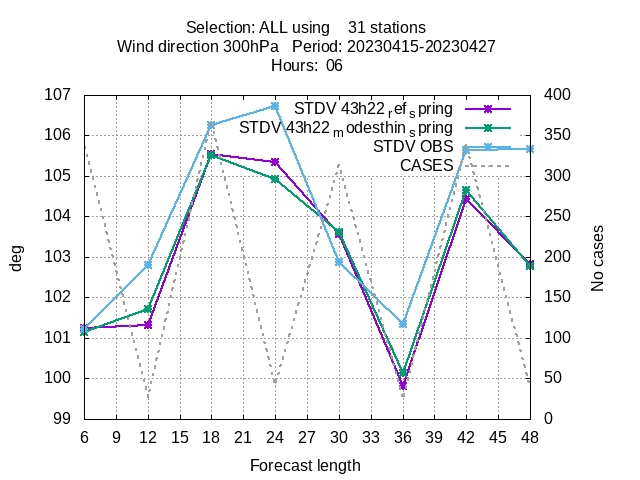 Selection: ALL using 31 stations
Wind direction 300hPa Period: 20230415-20230427
Hours: 06
107 400
STDV 43h22 ref spring
STDV 43h22 modesthin spring
106 350
STDV OBS
CASES
105 300
104 250
deg
103 200
No cases
102 150
101 100
100 50
99 0
6 9 12 15 18 21 24 27 30 33 36 39 42 45 48
Forecast length